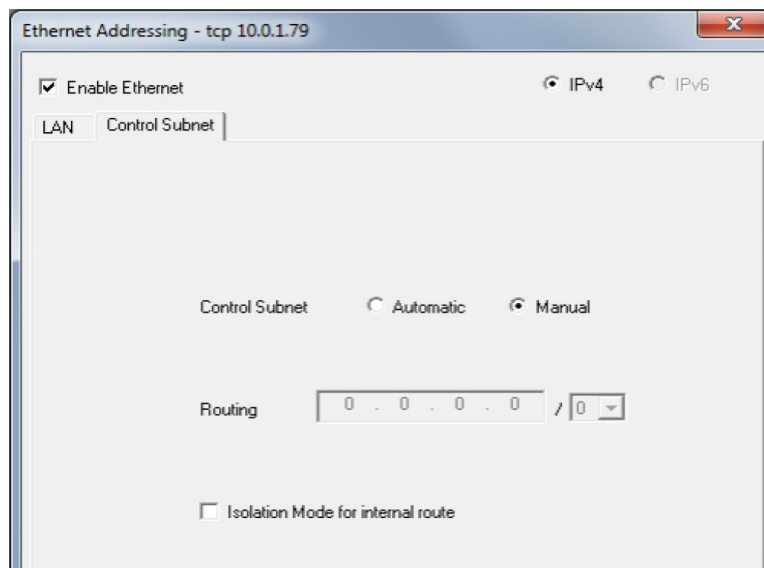 Ethernet Addressing - tcp 10.0.1.79
Enable Ethernet IPv4 IPv6
LAN Control Subnet
Control Subnet Automatic Manual
Routing 0 . 0 . 0 . 0 / 0
Isolation Mode for internal route